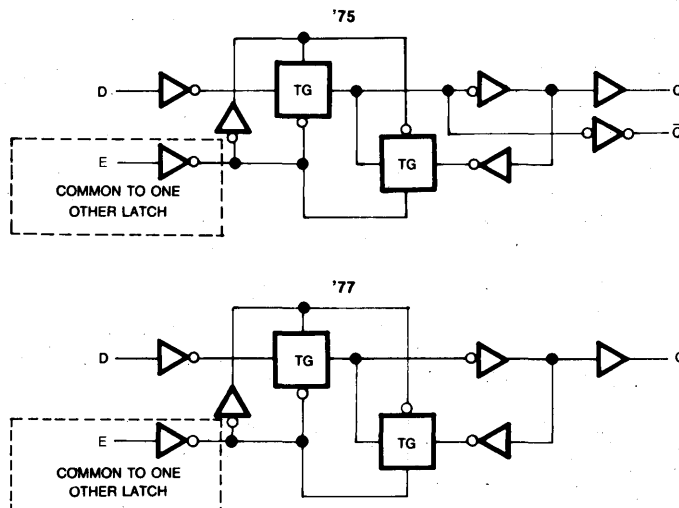 '75
D
TG
Q
Q̅
TG
E
COMMON TO ONE
OTHER LATCH
'77
D
TG
TG
E
COMMON TO ONE
OTHER LATCH